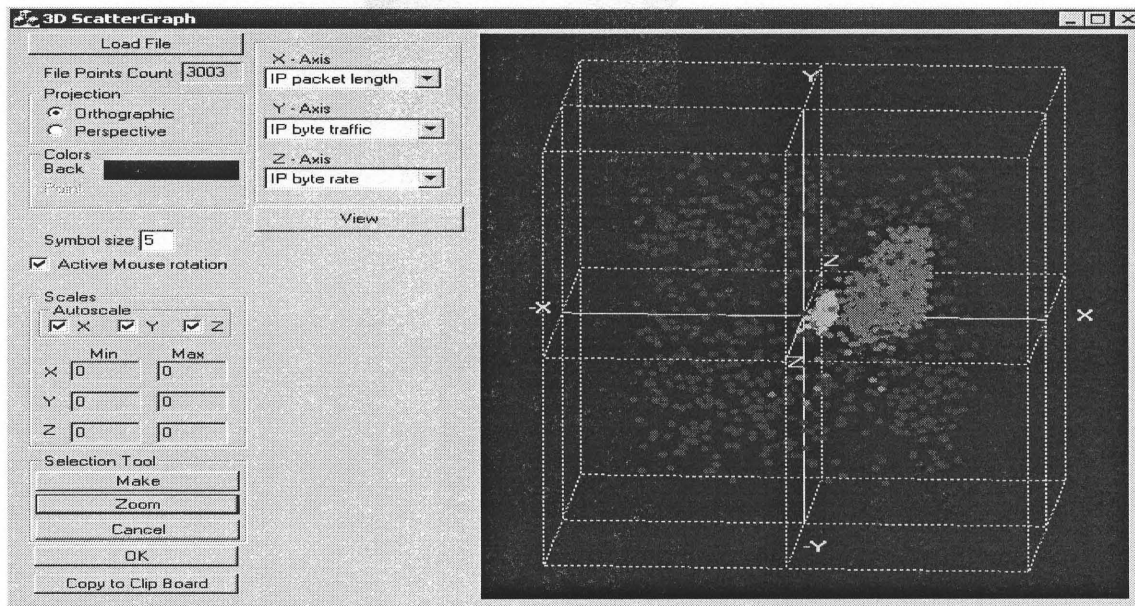 3D ScatterGraph
Load File
File Points Count 3003
Projection
Orthographic
Perspective
Colors
Back
Point
Symbol size 5
Active Mouse rotation
Scales
Autoscale
X Y Z
Min Max
X 0 0
Y 0 0
Z 0 0
Selection Tool
Make
Zoom
Cancel
OK
Copy to Clip Board
X - Axis
IP packet length
Y - Axis
IP byte traffic
Z - Axis
IP byte rate
View
Y
Z
-X
X
Z
-Y